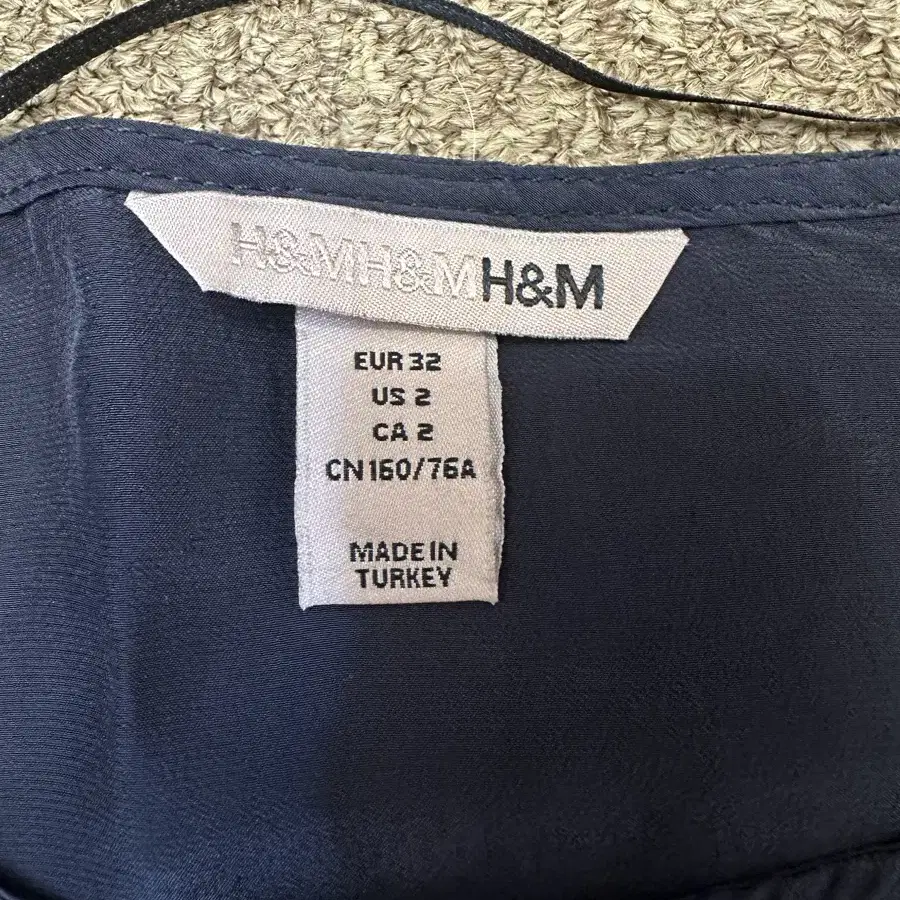 H&MH&MH&M
EUR 32
US 2
CA 2
CN 160/76A
MADE IN
TURKEY